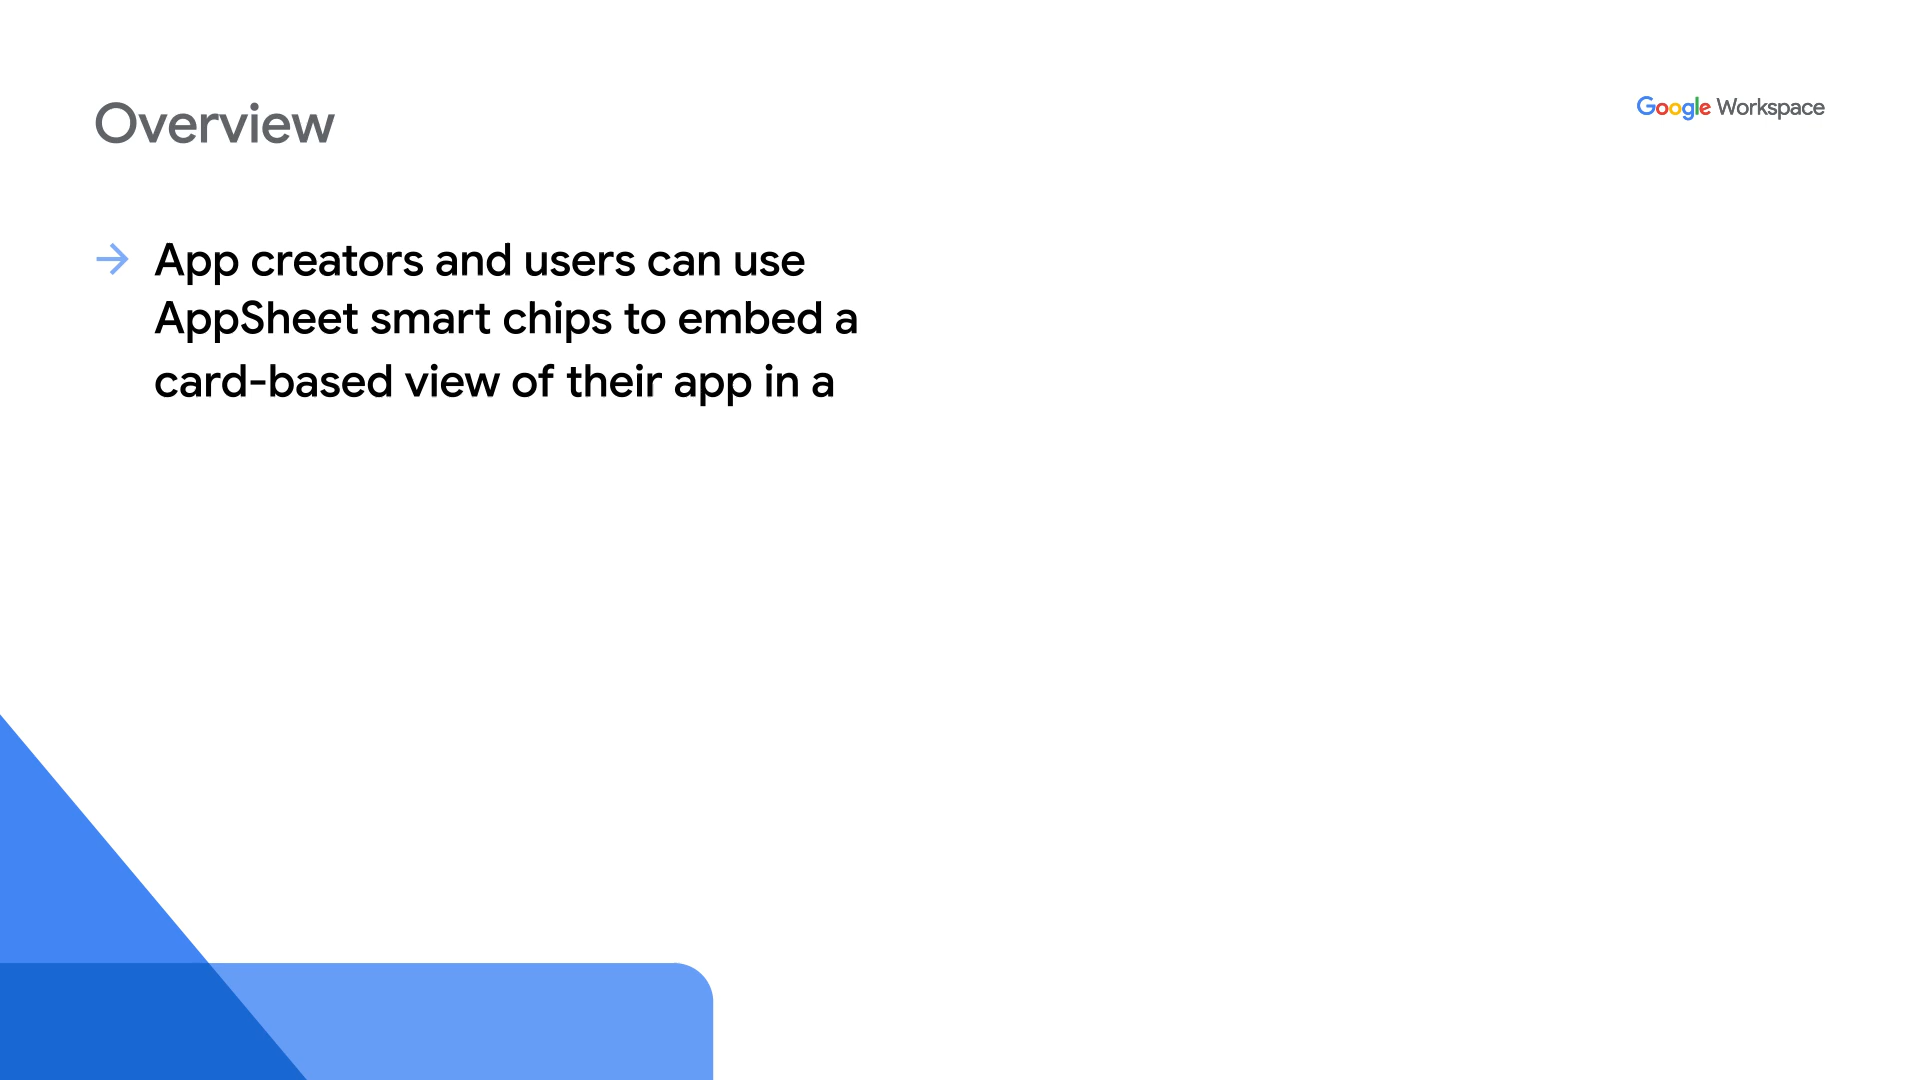 Overview
Google Workspace
App creators and users can use
AppSheet smart chips to embed a
card-based view of their app in a